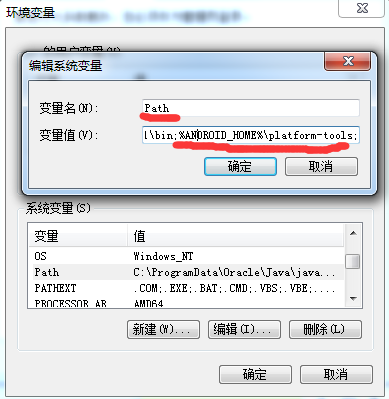 环境变量
的用户变量(U)
编辑系统变量
变量名(N):
Path
变量值(V):
l\bin;%ANDROID_HOME%\platform-tools;
确定
取消
系统变量(S)
变量
值
OS
Windows_NT
Path
C:\ProgramData\Oracle\Java\java...
PATHEXT
.COM;.EXE;.BAT;.CMD;.VBS;.VBE;....
PROCESSOR_AR
AMD64
新建(W)...
编辑(I)...
删除(L)
确定
取消